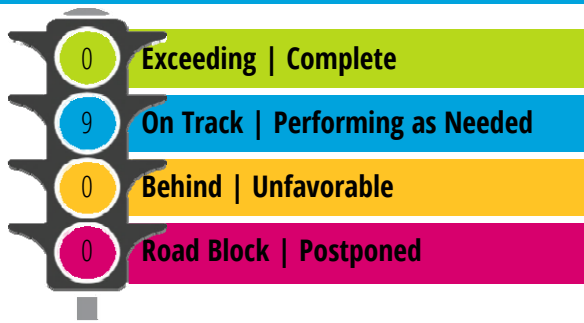 0 Exceeding | Complete
9 On Track | Performing as Needed
0 Behind | Unfavorable
0 Road Block | Postponed